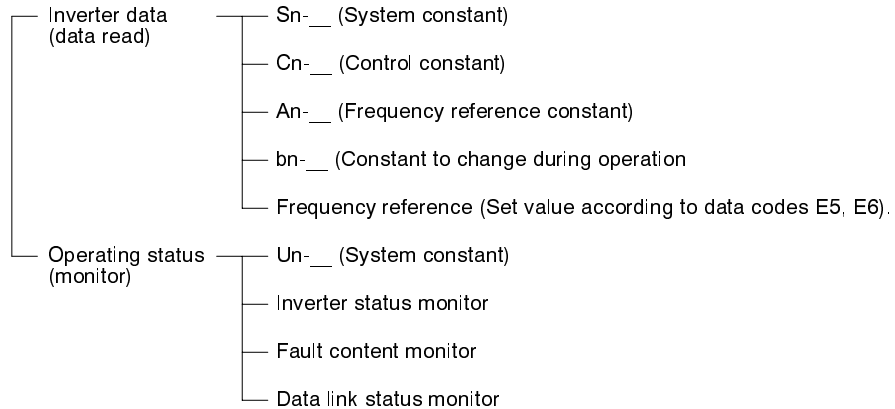 Inverter data
(data read)
Sn-__ (System constant)
Cn-__ (Control constant)
An-__ (Frequency reference constant)
bn-__ (Constant to change during operation
Frequency reference (Set value according to data codes E5, E6).
Operating status
(monitor)
Un-__ (System constant)
Inverter status monitor
Fault content monitor
Data link status monitor